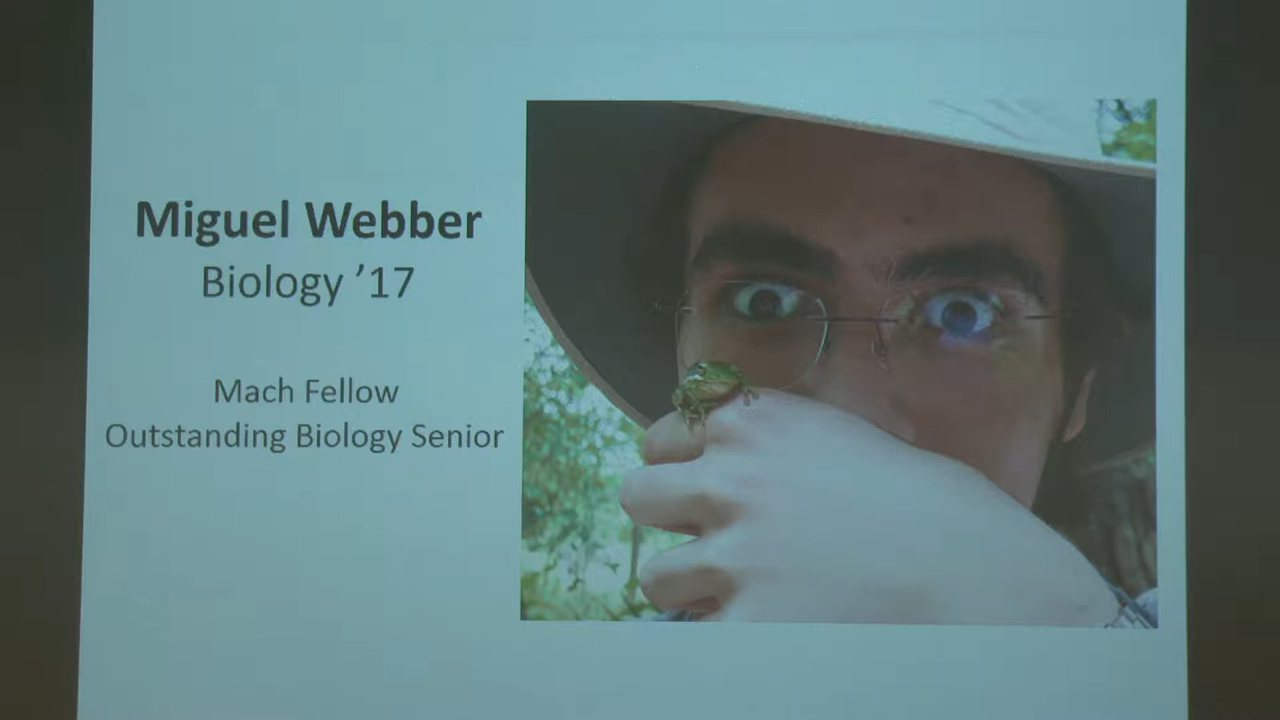 Miguel Webber
Biology ’17
Mach Fellow
Outstanding Biology Senior